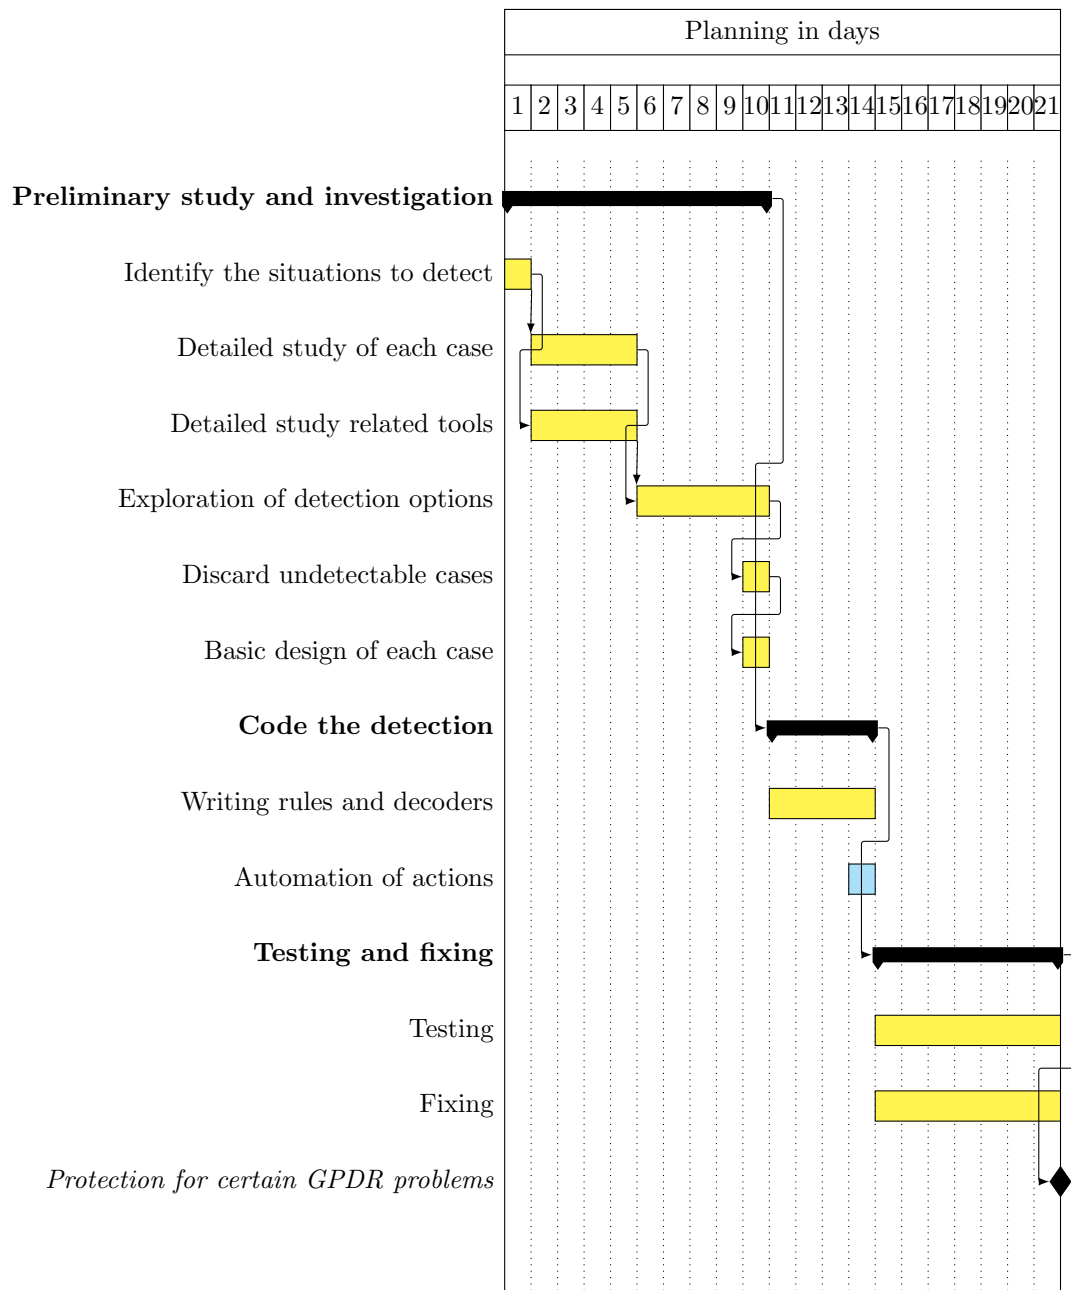 Planning in days
1 2 3 4 5 6 7 8 9 10 11 12 13 14 15 16 17 18 19 20 21
Preliminary study and investigation
Identify the situations to detect
Detailed study of each case
Detailed study related tools
Exploration of detection options
Discard undetectable cases
Basic design of each case
Code the detection
Writing rules and decoders
Automation of actions
Testing and fixing
Testing
Fixing
Protection for certain GPDR problems